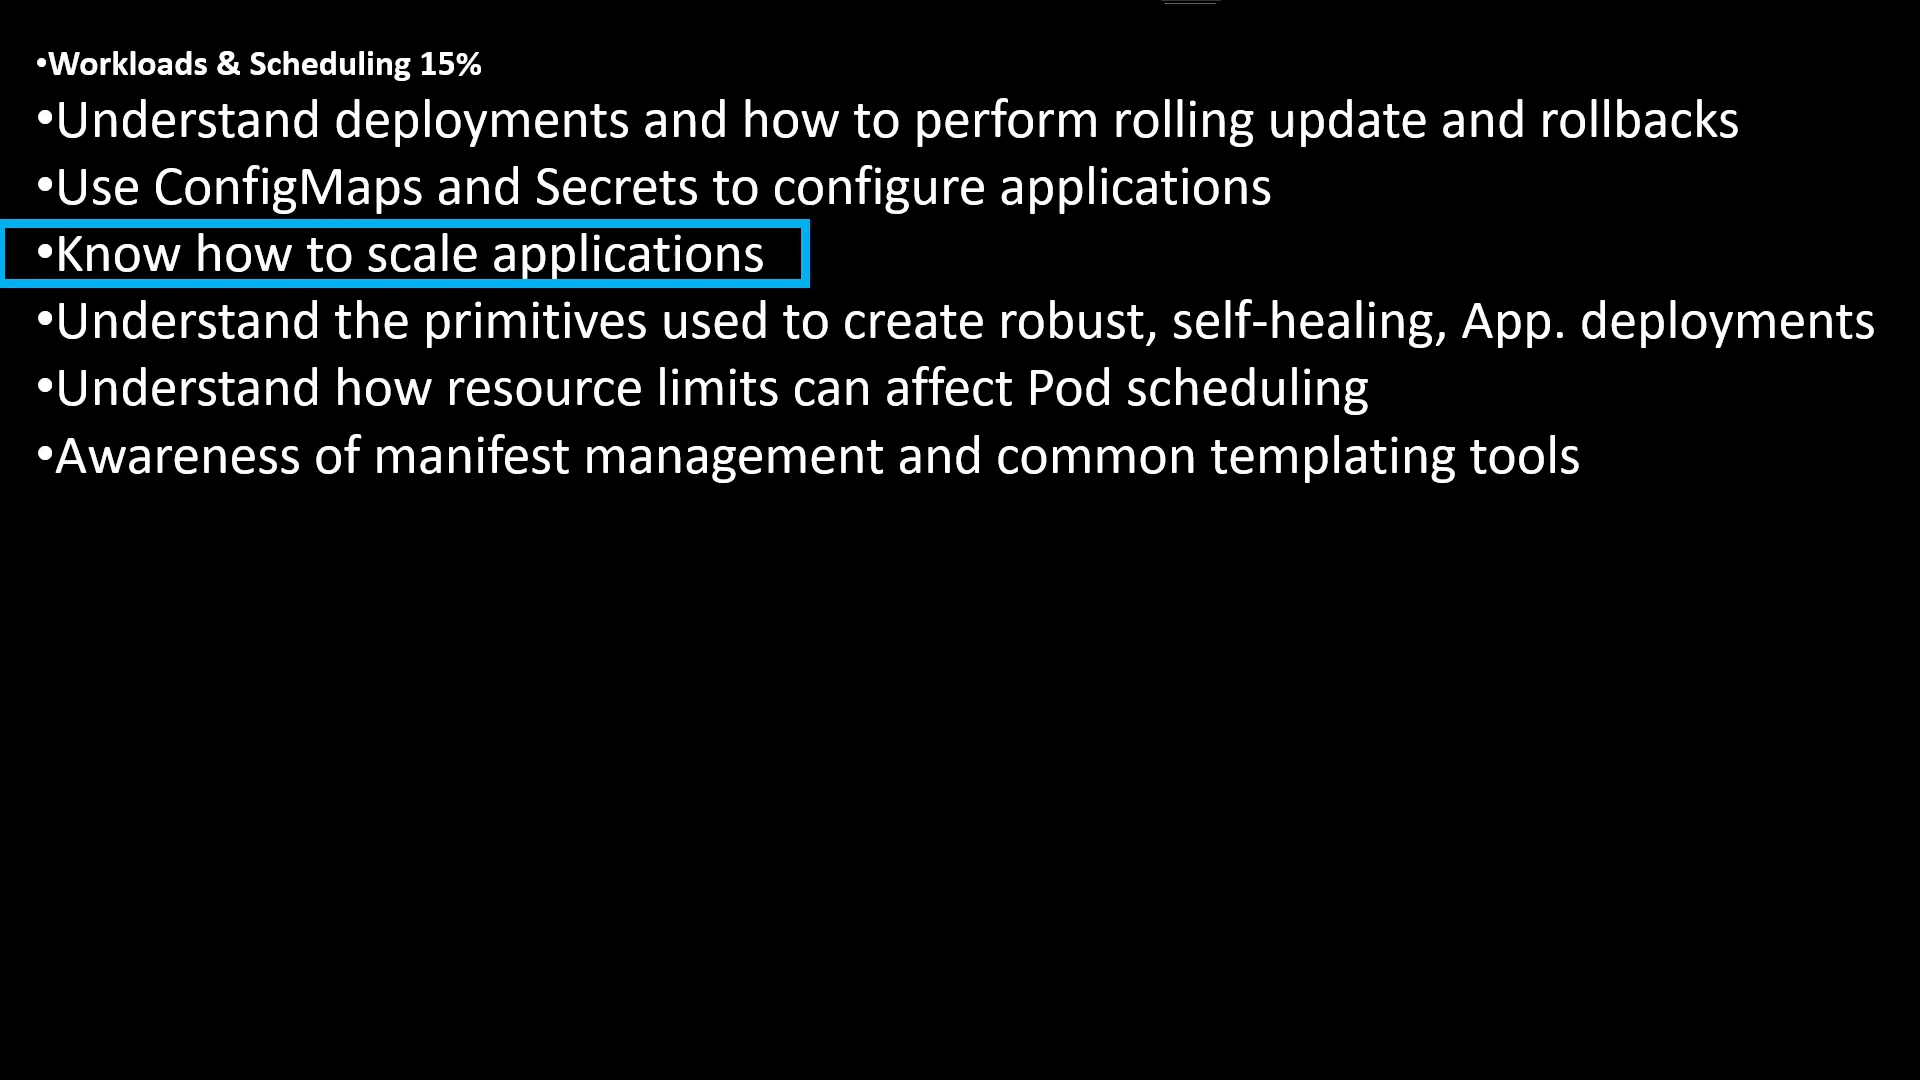 •Workloads & Scheduling 15%
•Understand deployments and how to perform rolling update and rollbacks
•Use ConfigMaps and Secrets to configure applications
•Know how to scale applications
•Understand the primitives used to create robust, self-healing, App. deployments
•Understand how resource limits can affect Pod scheduling
•Awareness of manifest management and common templating tools